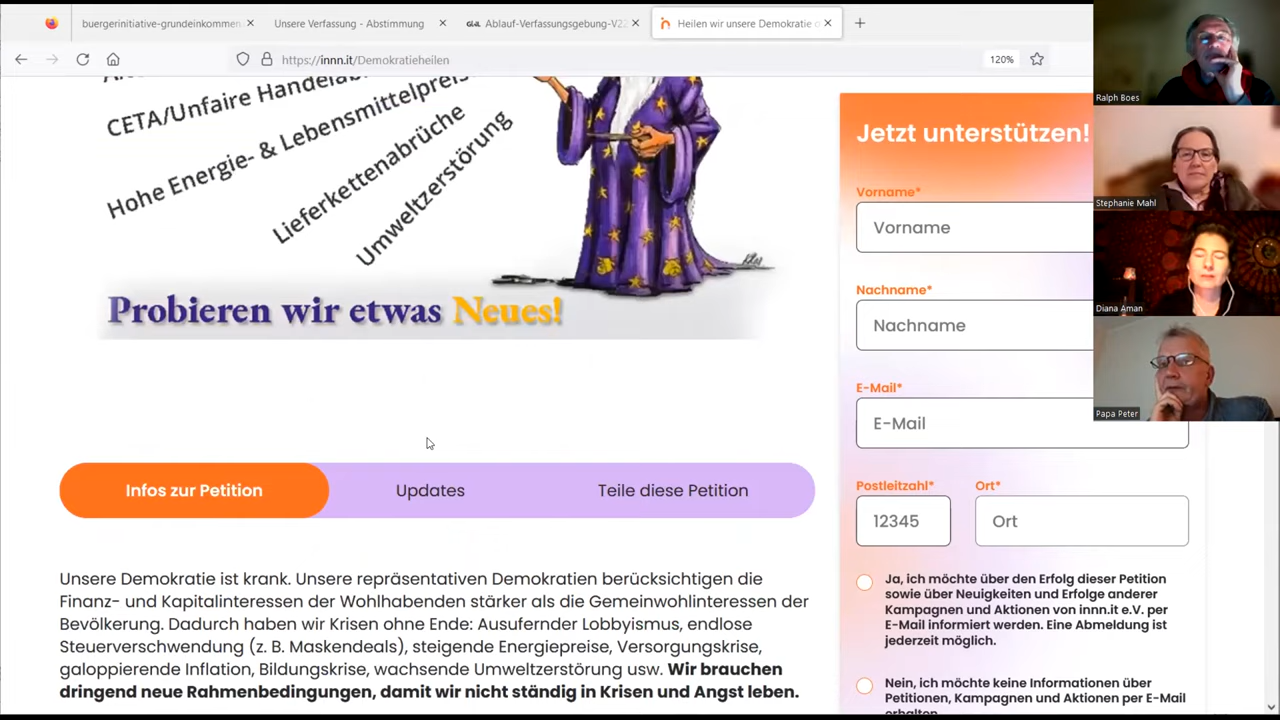 buergerinitiative-grundeinkommen
Unsere Verfassung - Abstimmung
Ablauf-Verfassungsgebung-V22
Heilen wir unsere Demokratie
https://innn.it/Demokratieheilen
120%
CETA/Unfaire Handelab
Hohe Energie- & Lebensmittelpreis
Lieferkettenabrüche
Umweltzerstörung
Probieren wir etwas Neues!
Infos zur Petition
Updates
Teile diese Petition
Unsere Demokratie ist krank. Unsere repräsentativen Demokratien berücksichtigen die
Finanz- und Kapitalinteressen der Wohlhabenden stärker als die Gemeinwohlinteressen der
Bevölkerung. Dadurch haben wir Krisen ohne Ende: Ausufernder Lobbyismus, endlose
Steuerverschwendung (z. B. Maskendeals), steigende Energiepreise, Versorgungskrise,
galoppierende Inflation, Bildungskrise, wachsende Umweltzerstörung usw. Wir brauchen
dringend neue Rahmenbedingungen, damit wir nicht ständig in Krisen und Angst leben.
Jetzt unterstützen!
Vorname*
Vorname
Nachname*
Nachname
E-Mail*
E-Mail
Postleitzahl*
Ort*
12345
Ort
Ja, ich möchte über den Erfolg dieser Petition
sowie über Neuigkeiten und Erfolge anderer
Kampagnen und Aktionen von innn.it e.V. per
E-Mail informiert werden. Eine Abmeldung ist
jederzeit möglich.
Nein, ich möchte keine Informationen über
Petitionen, Kampagnen und Aktionen per E-Mail
erhalten
Ralph Boes
Stephanie Mahl
Diana Aman
Papa Peter